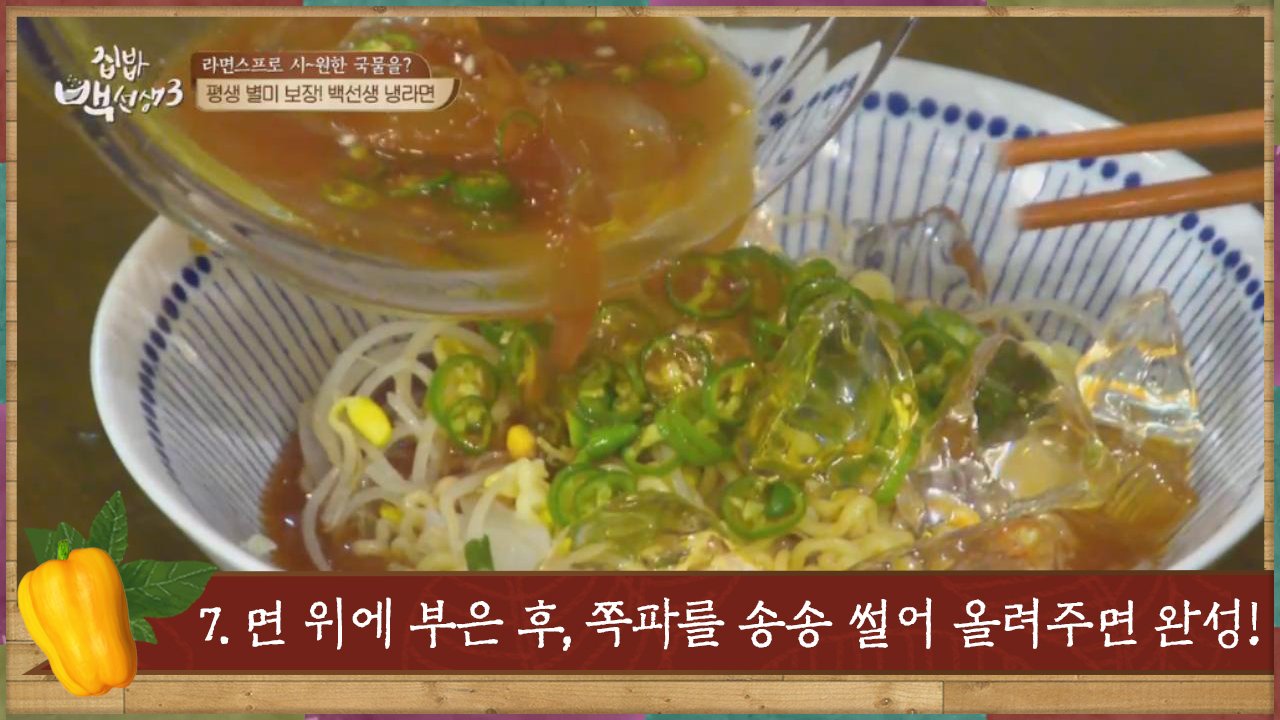 집밥
백선생3
라면스프로 시~원한 국물을?
평생 별미 보장! 백선생 냉라면
7. 면 위에 부은 후, 쪽파를 송송 썰어 올려주면 완성!